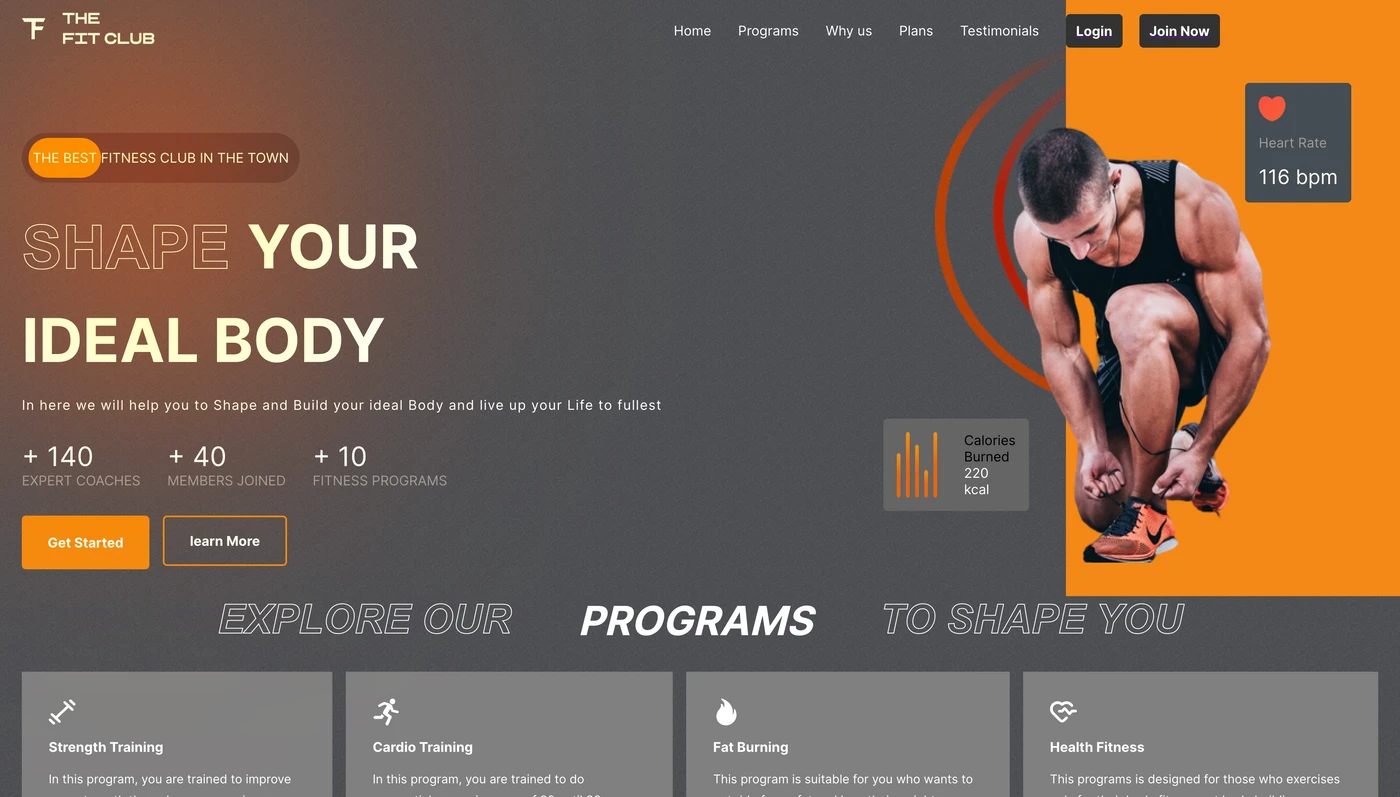 THE
FIT CLUB
Home Programs Why us Plans Testimonials Login Join Now
THE BEST FITNESS CLUB IN THE TOWN
SHAPE YOUR
IDEAL BODY
In here we will help you to Shape and Build your ideal Body and live up your Life to fullest
+ 140
EXPERT COACHES
+ 40
MEMBERS JOINED
+ 10
FITNESS PROGRAMS
Get Started
learn More
Heart Rate
116 bpm
Calories
Burned
220
kcal
EXPLORE OUR PROGRAMS TO SHAPE YOU
Strength Training
In this program, you are trained to improve
Cardio Training
In this program, you are trained to do
Fat Burning
This program is suitable for you who wants to
Health Fitness
This programs is designed for those who exercises